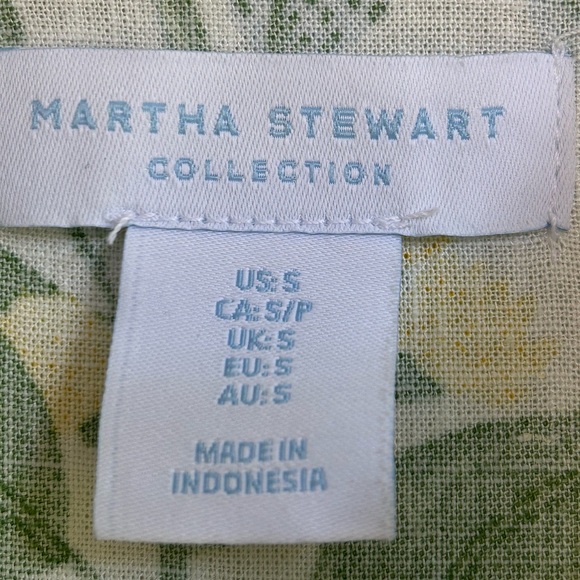 MARTHA STEWART
COLLECTION
US: S
CA: S/P
UK: S
EU: S
AU: S
MADE IN
INDONESIA